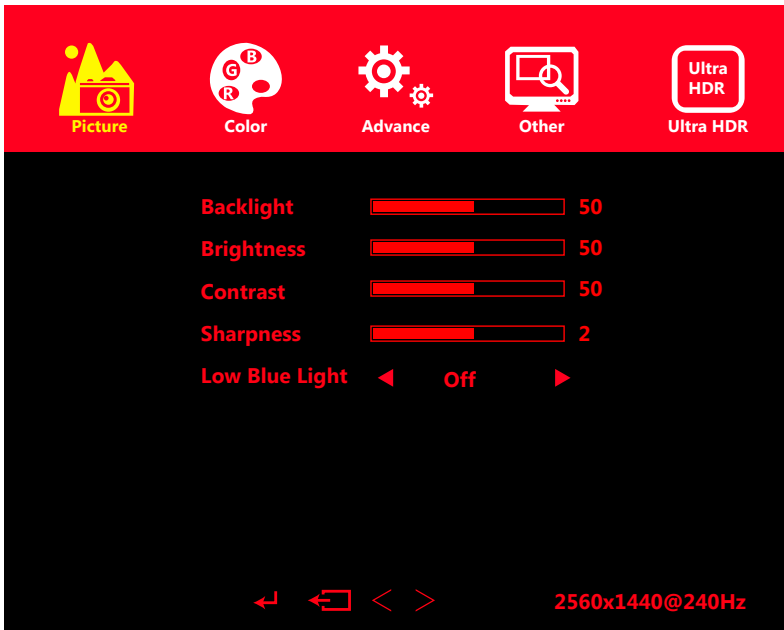 Ultra
HDR
Picture
Color
Advance
Other
Ultra HDR
R
G
B
Backlight 50
Brightness 50
Contrast 50
Sharpness 2
Low Blue Light Off
2560x1440@240Hz